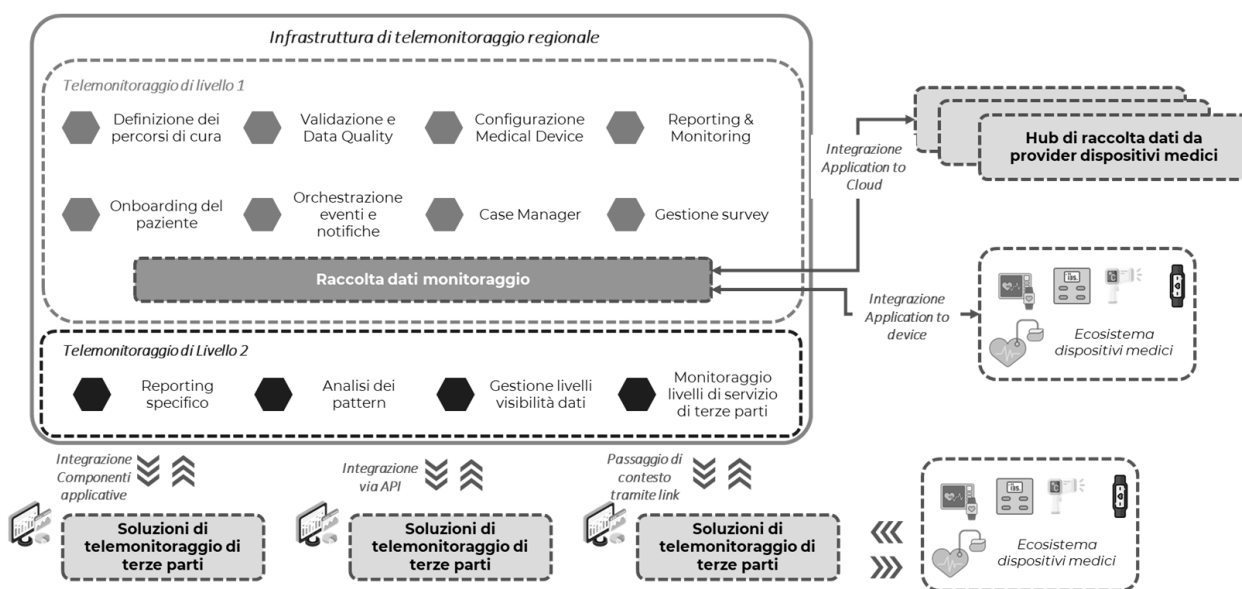 Infrastruttura di telemonitoraggio regionale
Telemonitoraggio di livello 1
Definizione dei
percorsi di cura
Validazione e
Data Quality
Configurazione
Medical Device
Reporting &
Monitoring
Onboarding del
paziente
Orchestrazione
eventi e
notifiche
Case Manager
Gestione survey
Raccolta dati monitoraggio
Integrazione
Application to
Cloud
Hub di raccolta dati da
provider dispositivi medici
Integrazione
Application to
device
Ecosistema
dispositivi medici
Telemonitoraggio di Livello 2
Reporting
specifico
Analisi dei
pattern
Gestione livelli
visibilità dati
Monitoraggio
livelli di servizio
di terze parti
Integrazione
Componenti
applicative
Integrazione
via API
Passaggio di
contesto
tramite link
Soluzioni di
telemonitoraggio di
terze parti
Soluzioni di
telemonitoraggio di
terze parti
Soluzioni di
telemonitoraggio di
terze parti
Ecosistema
dispositivi medici